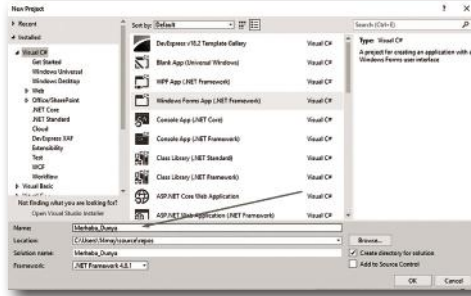 New Project
? X
Recent
Sort by: Default
Search (Ctrl+E)
Installed
Visual C#
Get Started
Windows Universal
Windows Desktop
Web
Office/SharePoint
.NET Core
.NET Standard
Cloud
DevExpress XAF
Extensibility
Test
WCF
Workflow
Visual Basic
Not finding what you are looking for?
Open Visual Studio Installer
DevExpress v18.2 Template Gallery Visual C#
Blank App (Universal Windows) Visual C#
WPF App (.NET Framework) Visual C#
Windows Forms App (.NET Framework) Visual C#
Console App (.NET Core) Visual C#
Console App (.NET Framework) Visual C#
Class Library (.NET Standard) Visual C#
Class Library (.NET Framework) Visual C#
ASP.NET Core Web Application Visual C#
ASP.NET Web Application (.NET Framework) Visual C#
Type: Visual C#
A project for creating an application with a
Windows Forms user interface
Name: Merhaba_Dunya
Location: C:\Users\Mimay\source\repos
Browse...
Solution name: Merhaba_Dunya
Create directory for solution
Framework: .NET Framework 4.6.1
Add to Source Control
OK Cancel